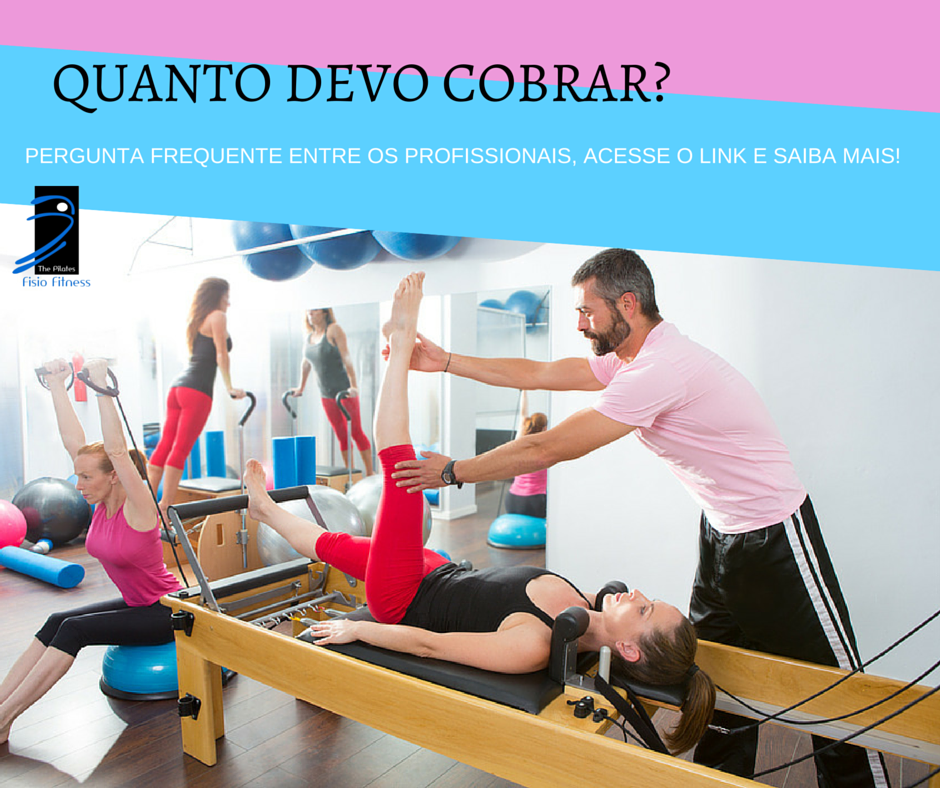 QUANTO DEVO COBRAR?
PERGUNTA FREQUENTE ENTRE OS PROFISSIONAIS, ACESSE O LINK E SAIBA MAIS!
The Pilates
Fisio Fitness